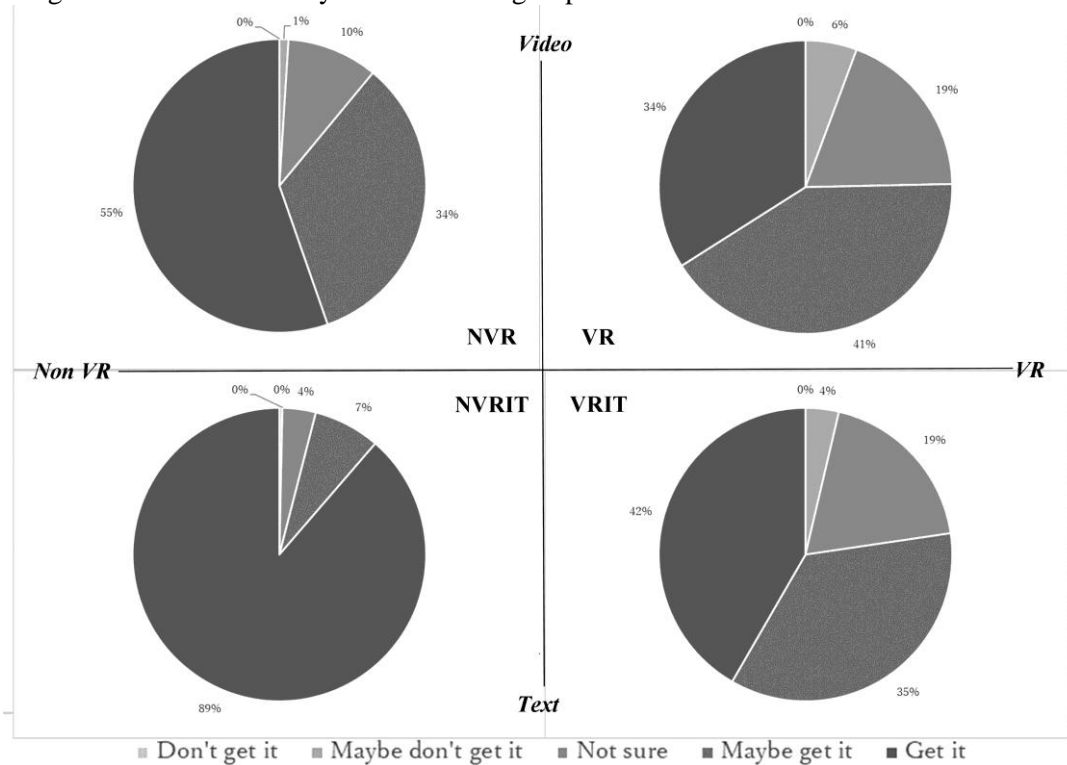 0%
1%
10%
34%
55%
Video
0%
6%
19%
34%
41%
NVR
VR
Non VR
VR
NVRIT
VRIT
0%
0%
4%
7%
89%
0%
4%
19%
42%
35%
Text
Don't get it
Maybe don't get it
Not sure
Maybe get it
Get it